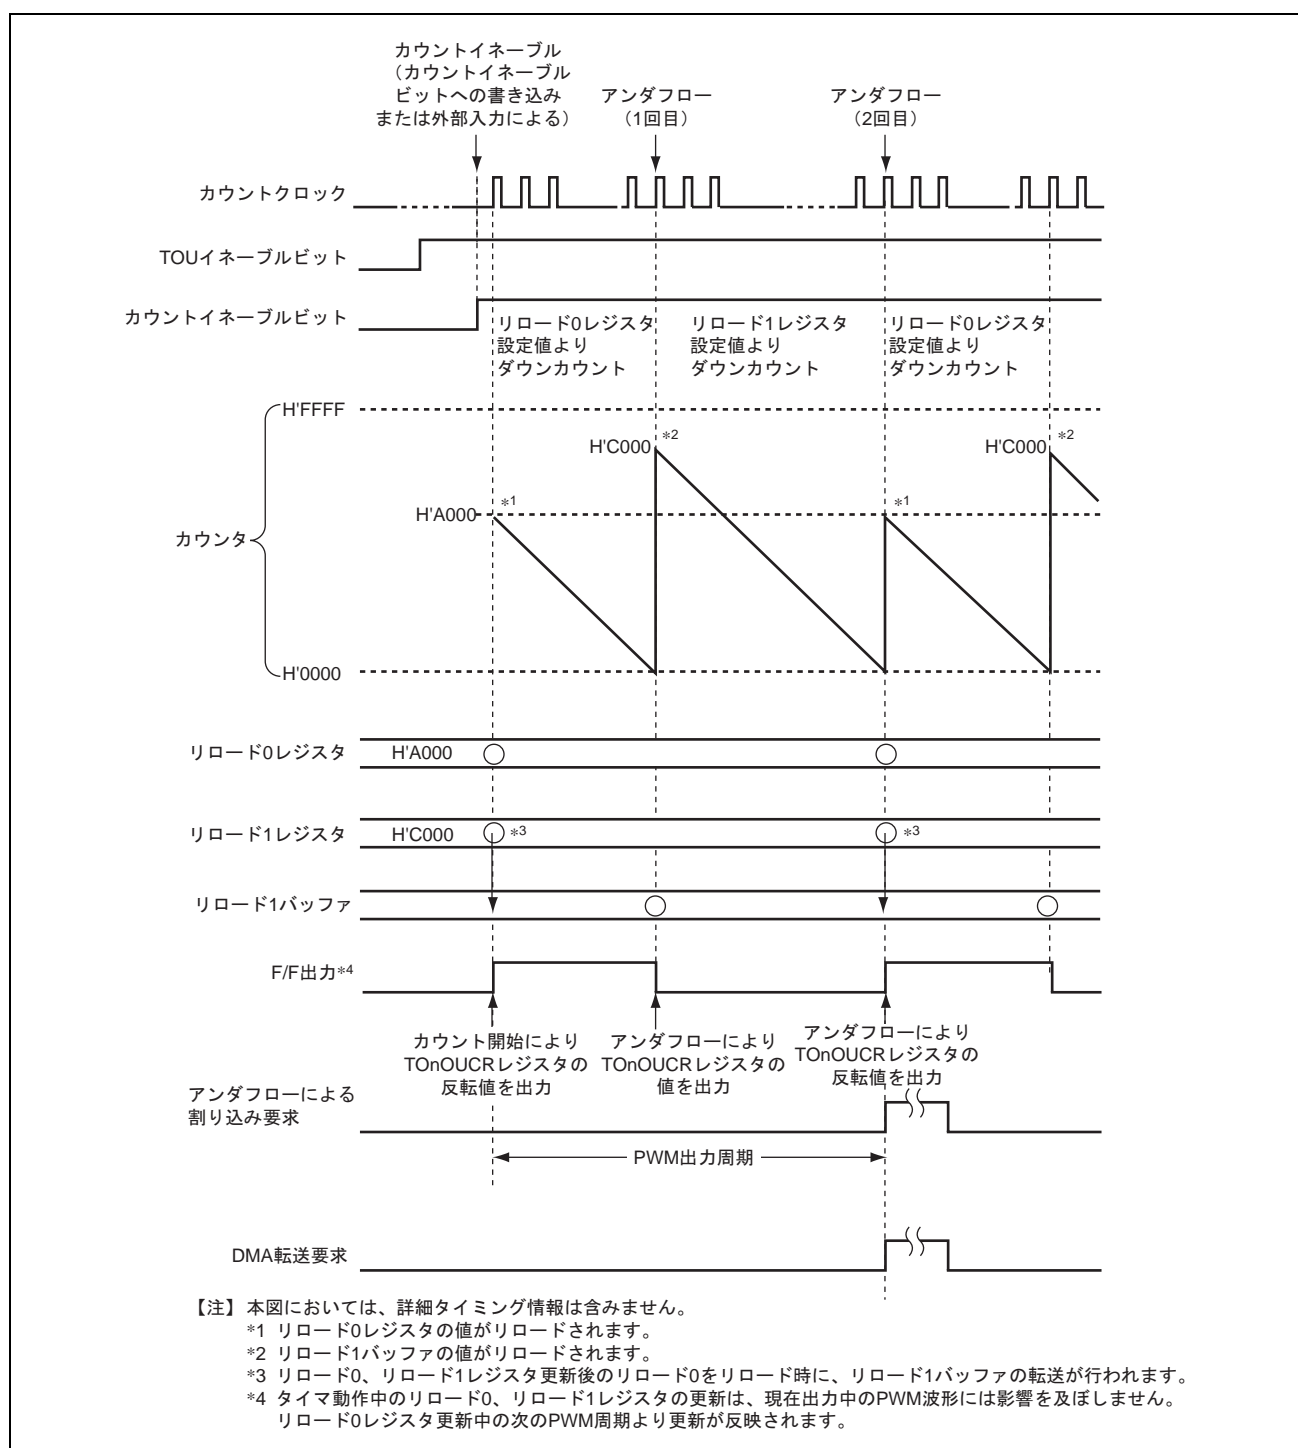 カウントイネーブル
（カウントイネーブル
ビットへの書き込み
または外部入力による）
アンダフロー
（1回目）
アンダフロー
（2回目）
カウントクロック
TOUイネーブルビット
カウントイネーブルビット
リロード0レジスタ
設定値より
ダウンカウント
リロード1レジスタ
設定値より
ダウンカウント
リロード0レジスタ
設定値より
ダウンカウント
H'FFFF
H'C000 *2
H'C000 *2
*1
*1
H'A000
カウンタ
H'0000
リロード0レジスタ H'A000
リロード1レジスタ H'C000 *3 *3
リロード1バッファ
F/F出力*4
カウント開始により
TOnOUCRレジスタの
反転値を出力
アンダフローにより
TOnOUCRレジスタの
値を出力
アンダフローにより
TOnOUCRレジスタの
反転値を出力
アンダフローによる
割り込み要求
PWM出力周期
DMA転送要求
【注】 本図においては、詳細タイミング情報は含みません。
*1 リロード0レジスタの値がリロードされます。
*2 リロード1バッファの値がリロードされます。
*3 リロード0、リロード1レジスタ更新後のリロード0をリロード時に、リロード1バッファの転送が行われます。
*4 タイマ動作中のリロード0、リロード1レジスタの更新は、現在出力中のPWM波形には影響を及ぼしません。
リロード0レジスタ更新中の次のPWM周期より更新が反映されます。